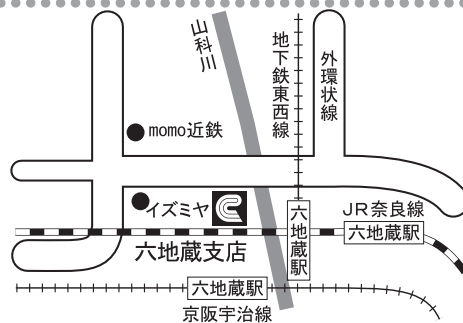 山科川
地下鉄東西線
外環状線
momo近鉄
イズミヤ
六地蔵駅
JR奈良線
六地蔵駅
六地蔵支店
六地蔵駅
京阪宇治線